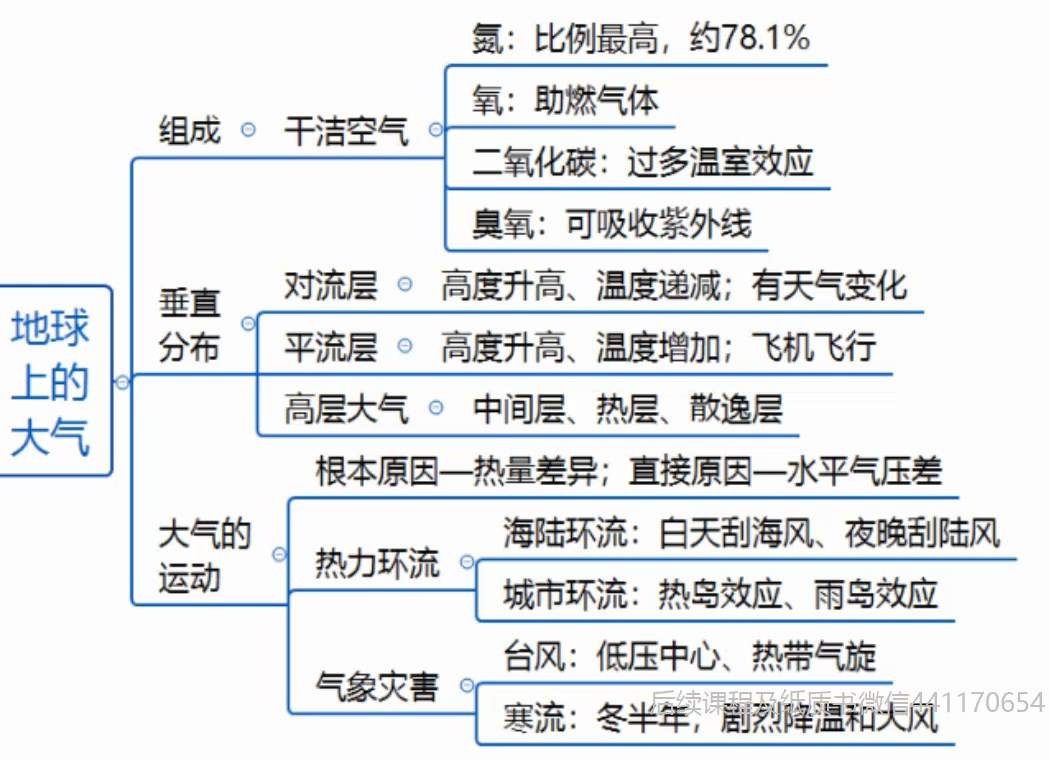 氮：比例最高，约78.1%
氧：助燃气体
组成
干洁空气
二氧化碳：过多温室效应
臭氧：可吸收紫外线
垂直
分布
对流层
高度升高、温度递减；有天气变化
平流层
高度升高、温度增加；飞机飞行
高层大气
中间层、热层、散逸层
地球
上的
大气
根本原因—热量差异；直接原因—水平气压差
大气的
运动
热力环流
海陆环流：白天刮海风、夜晚刮陆风
城市环流：热岛效应、雨岛效应
气象灾害
台风：低压中心、热带气旋
寒流：冬半年，剧烈降温和大风
后续课程及纸质书微信441170654